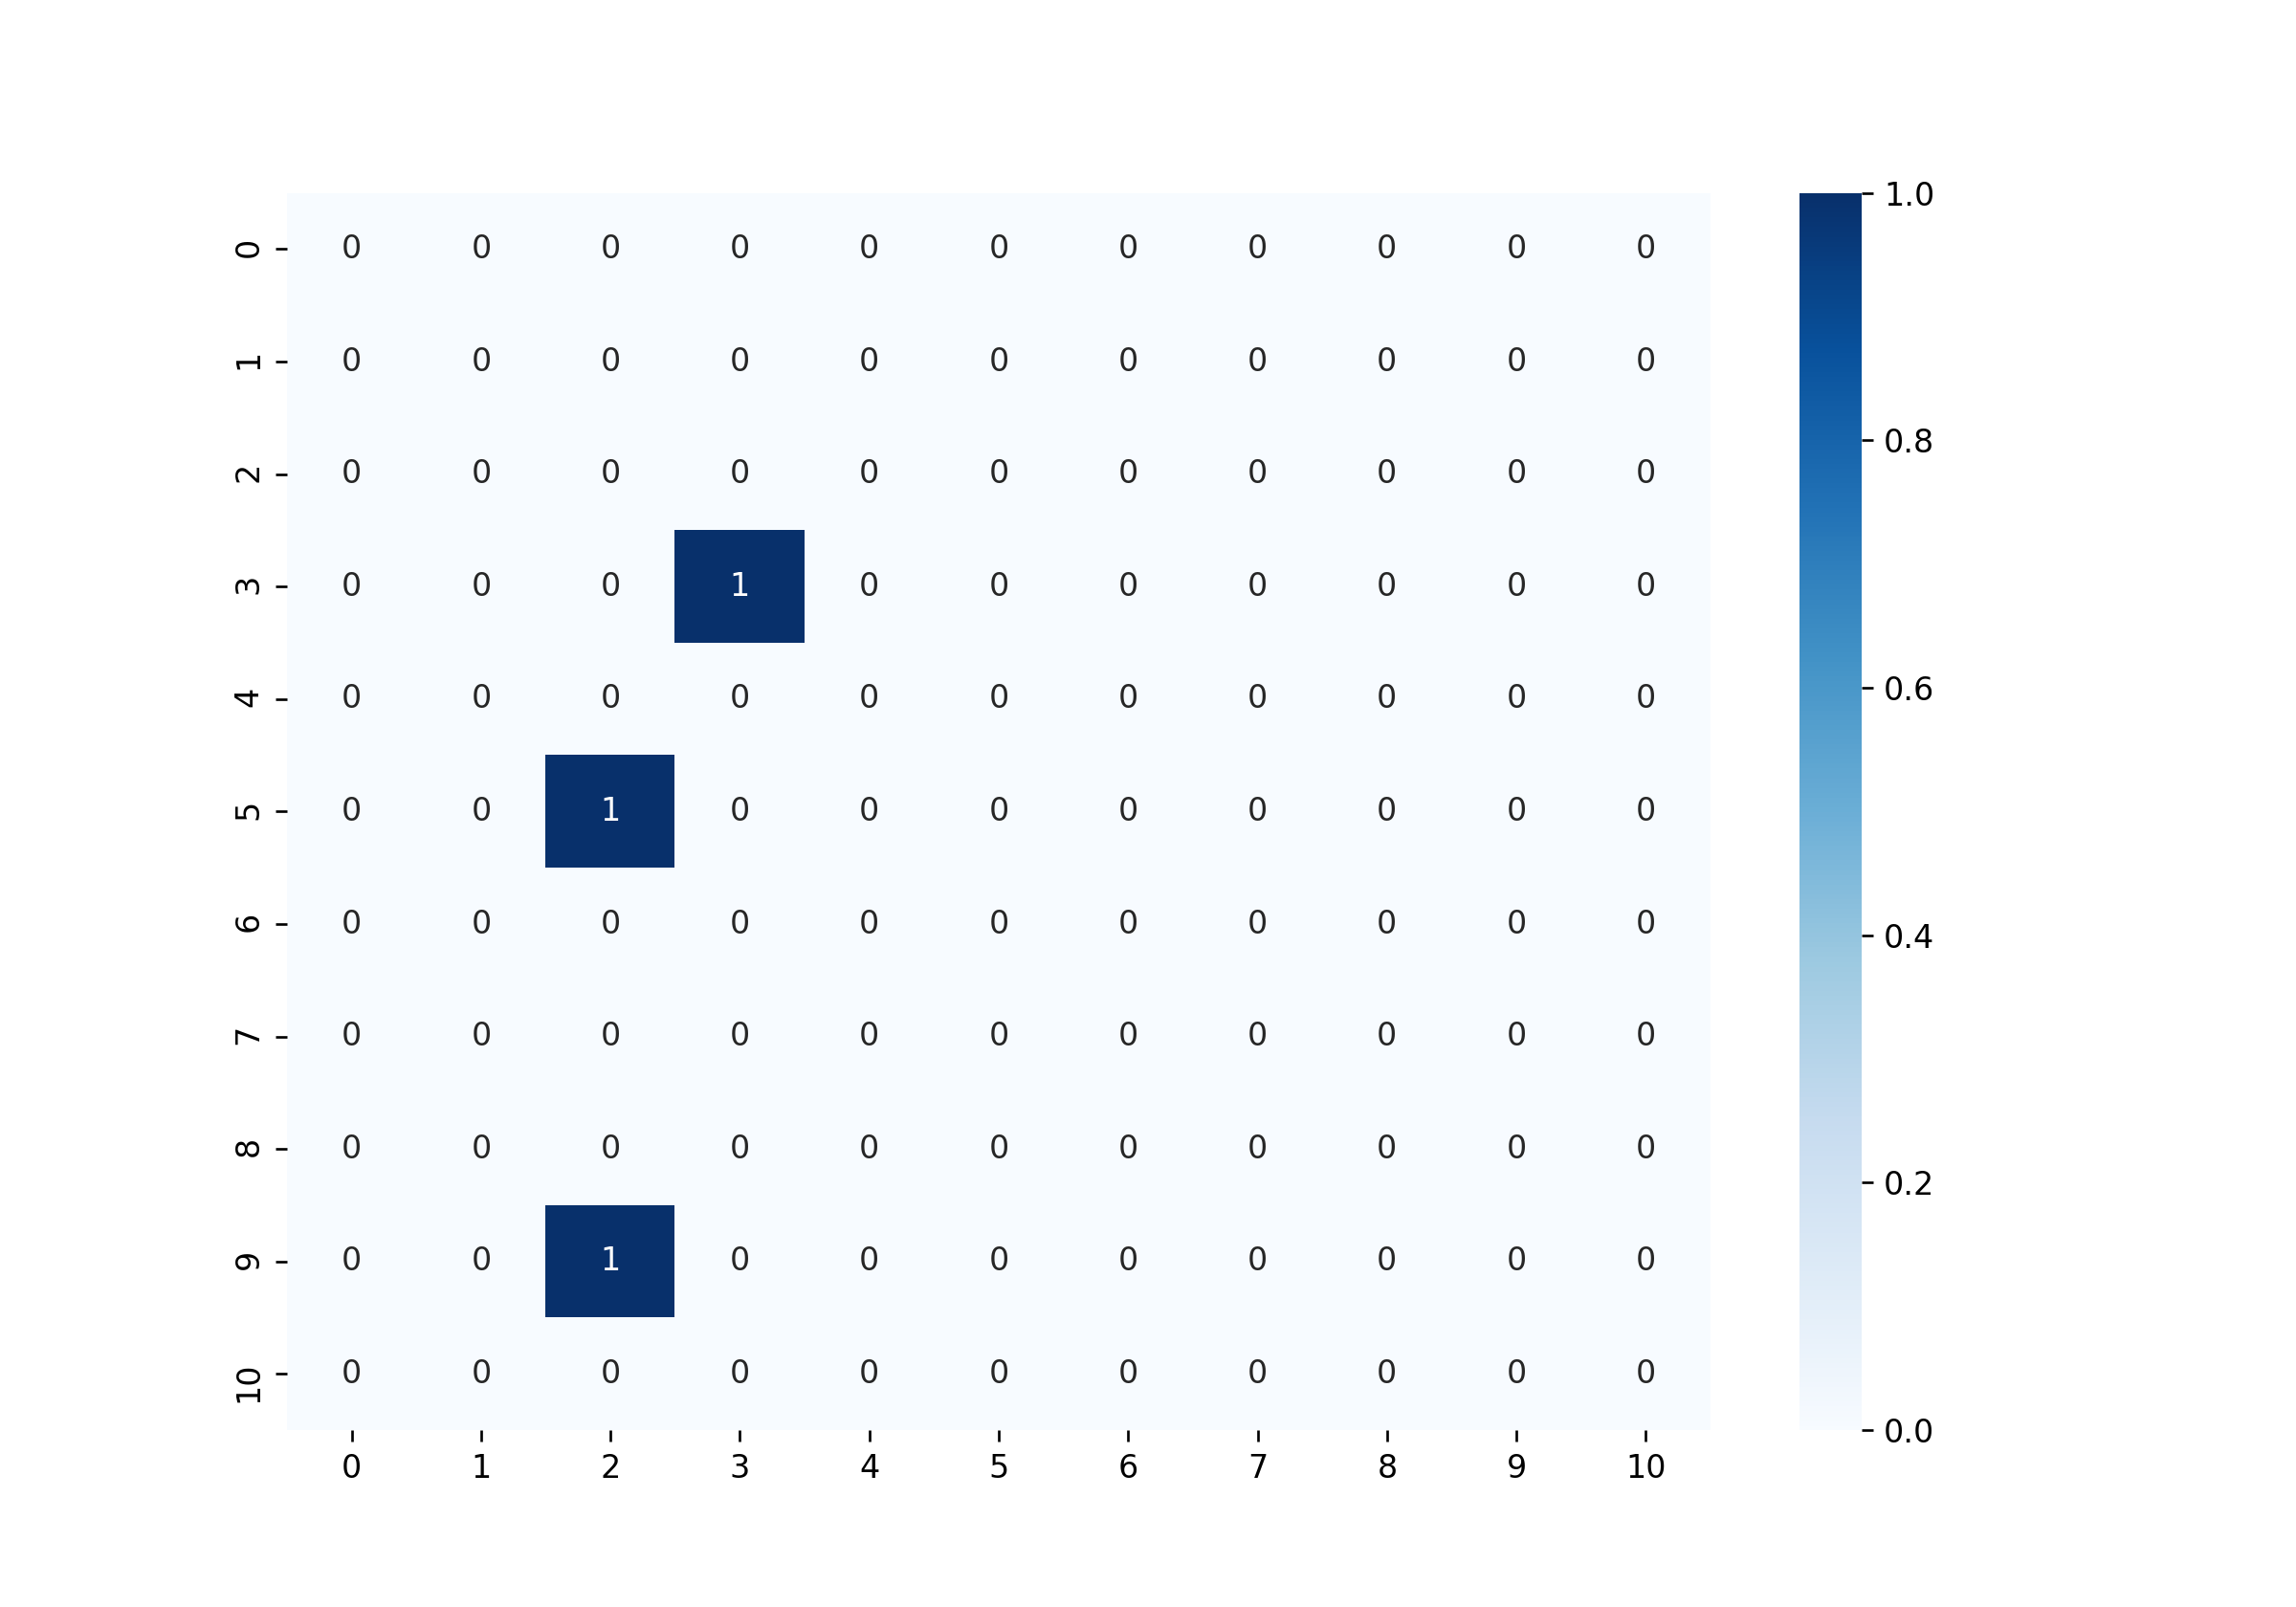 1.0
0 0 0 0 0 0 0 0 0 0 0 0
1 0 0 0 0 0 0 0 0 0 0 0
0.8
2 0 0 0 0 0 0 0 0 0 0 0
3 0 0 0 1 0 0 0 0 0 0 0
0.6
4 0 0 0 0 0 0 0 0 0 0 0
5 0 0 1 0 0 0 0 0 0 0 0
6 0 0 0 0 0 0 0 0 0 0 0
0.4
7 0 0 0 0 0 0 0 0 0 0 0
8 0 0 0 0 0 0 0 0 0 0 0
0.2
9 0 0 1 0 0 0 0 0 0 0 0
10 0 0 0 0 0 0 0 0 0 0 0
0.0
0 1 2 3 4 5 6 7 8 9 10